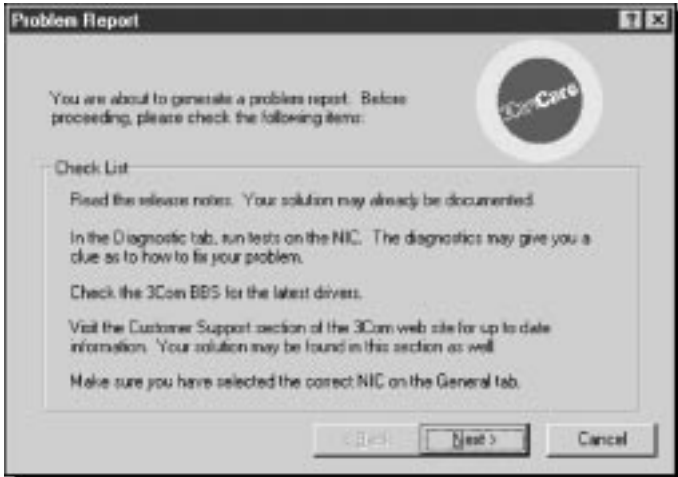 Problem Report
You are about to generate a problem report. Before
proceeding, please check the following items:
3ComCare
Check List
Read the release notes. Your solution may already be documented.
In the Diagnostic tab, run tests on the NIC. The diagnostics may give you a
clue as to how to fix your problem.
Check the 3Com BBS for the latest drivers.
Visit the Customer Support section of the 3Com web site for up to date
information. Your solution may be found in this section as well
Make sure you have selected the correct NIC on the General tab.
< Back
Next >
Cancel